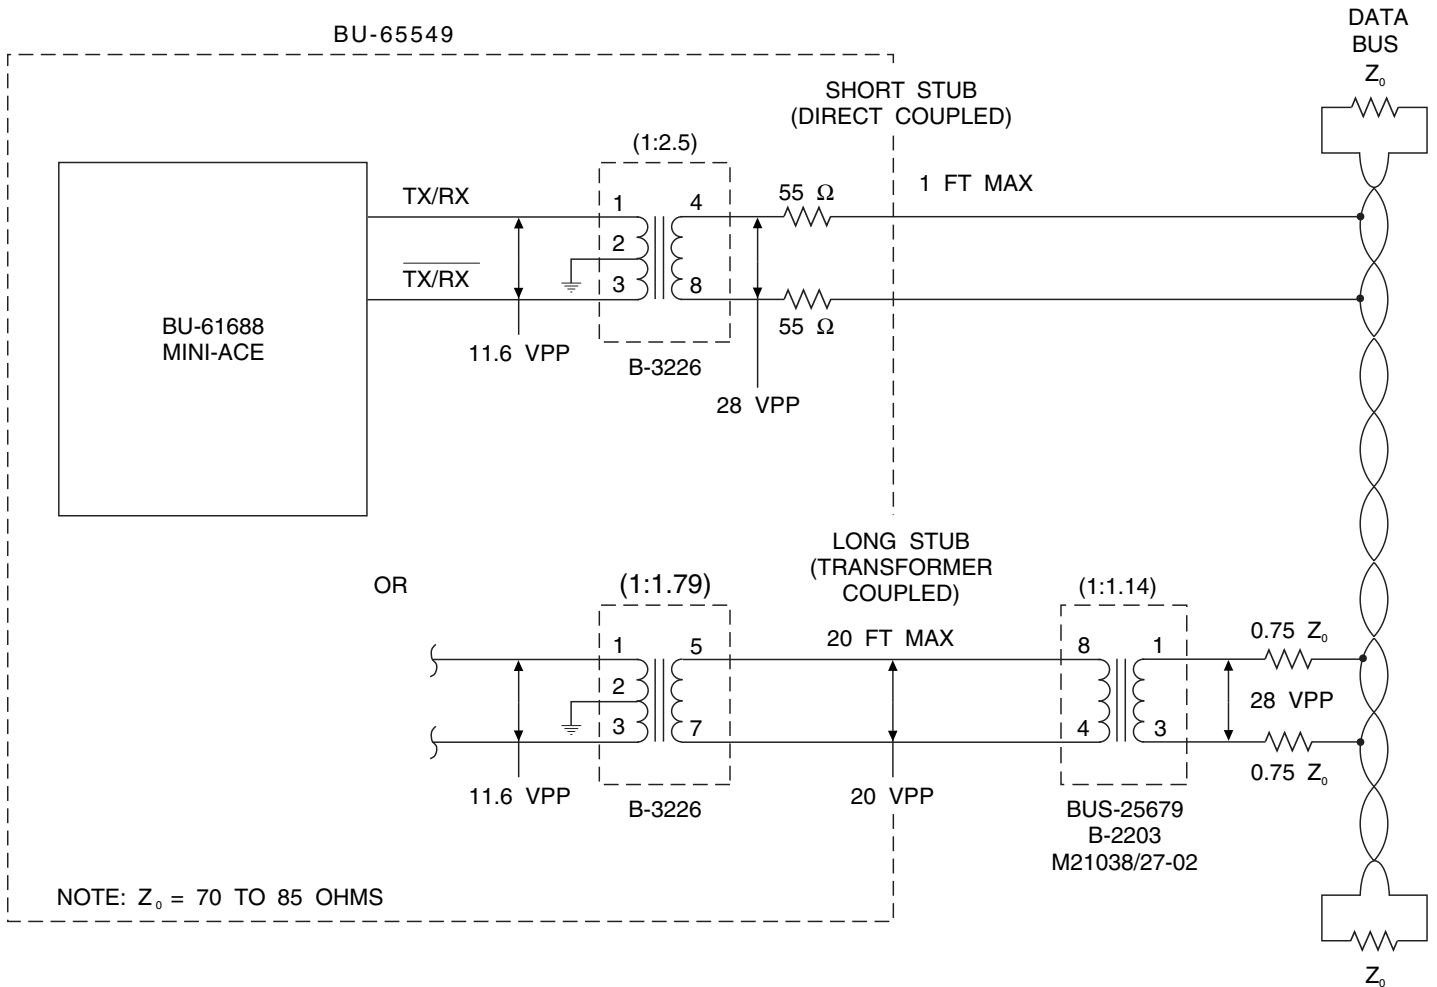 BU-65549
DATA
BUS
Z₀
SHORT STUB
(DIRECT COUPLED)
(1:2.5)
TX/RX
1
4
55 Ω
1 FT MAX
2
TX/RX
3
8
55 Ω
BU-61688
MINI-ACE
11.6 VPP
B-3226
28 VPP
LONG STUB
(TRANSFORMER
COUPLED)
OR
(1:1.79)
(1:1.14)
1
5
20 FT MAX
8
1
0.75 Z₀
2
28 VPP
3
7
4
3
0.75 Z₀
11.6 VPP
B-3226
20 VPP
BUS-25679
B-2203
M21038/27-02
NOTE: Z₀ = 70 TO 85 OHMS
Z₀